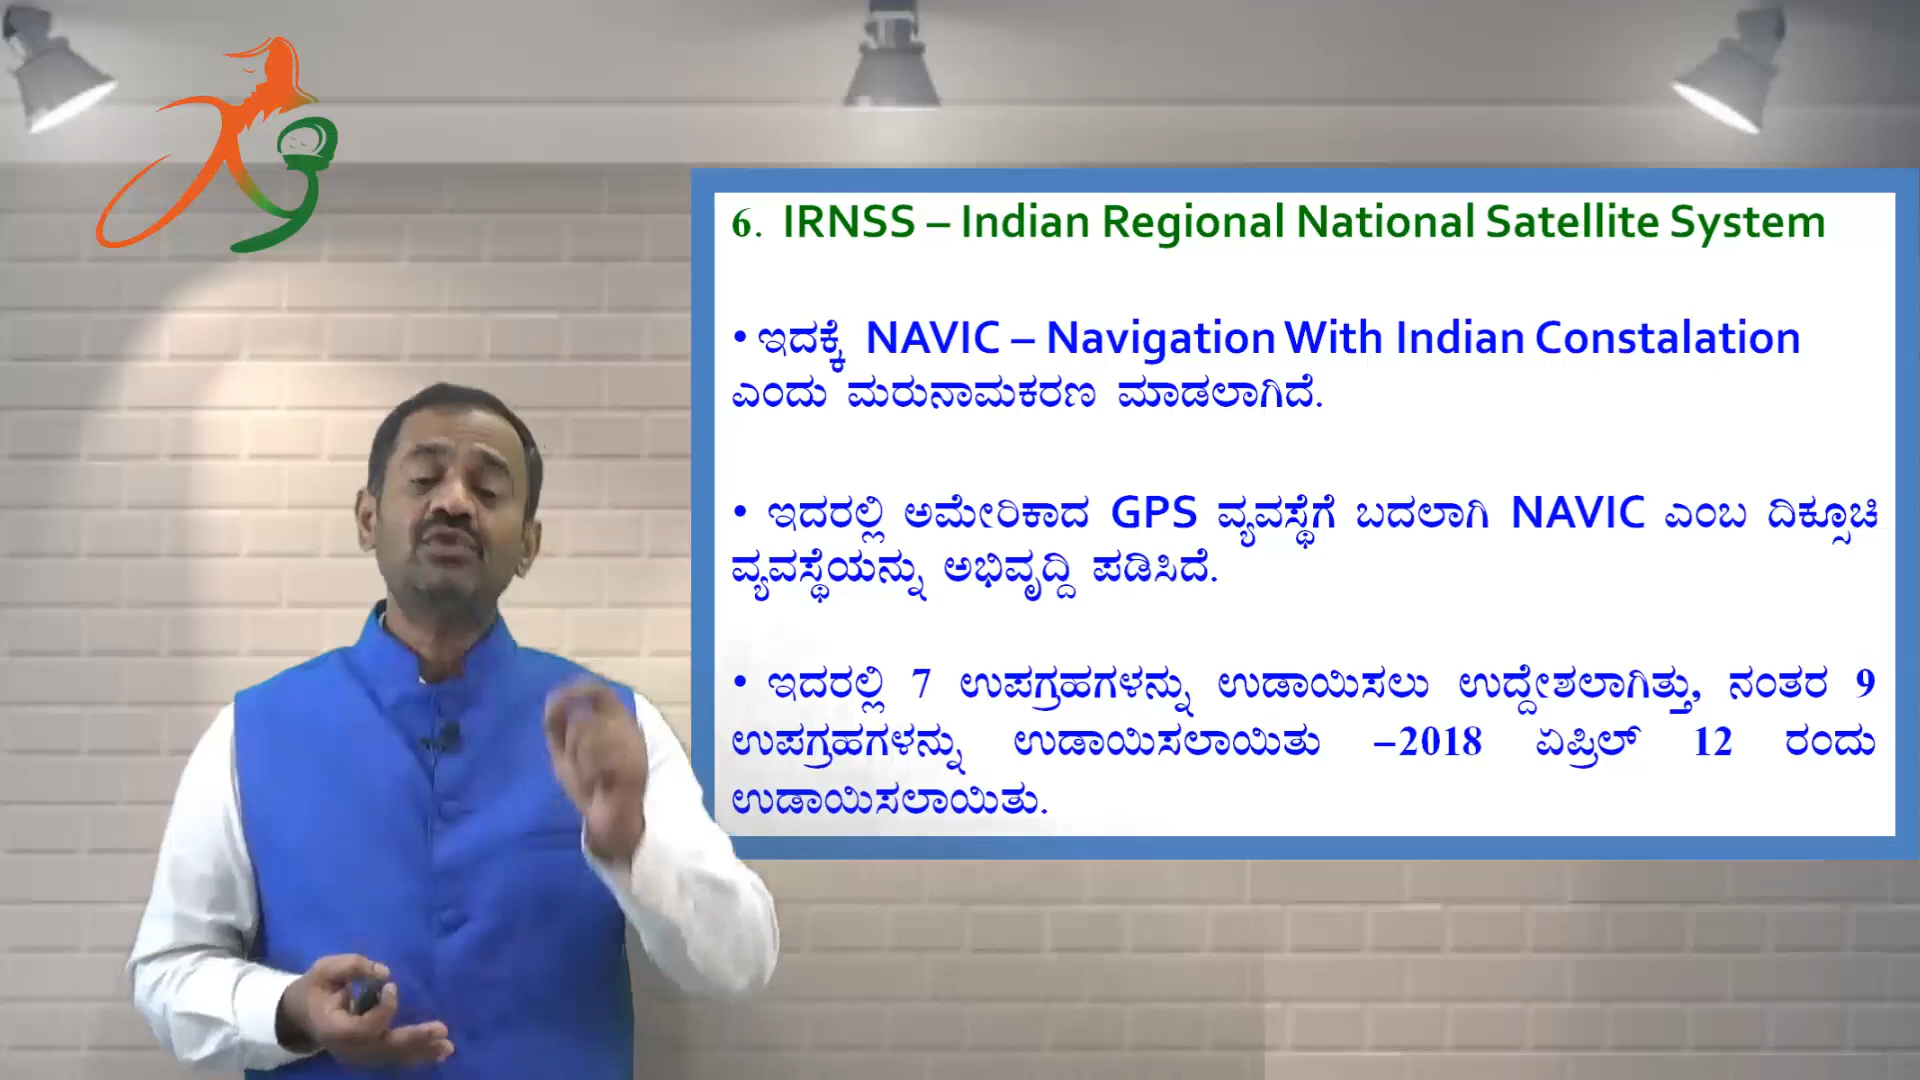 6. IRNSS – Indian Regional National Satellite System
• ಇದಕ್ಕೆ NAVIC – Navigation With Indian Constalation
ಎಂದು ಮರುನಾಮಕರಣ ಮಾಡಲಾಗಿದೆ.
• ಇದರಲ್ಲಿ ಅಮೇರಿಕಾದ GPS ವ್ಯವಸ್ಥೆಗೆ ಬದಲಾಗಿ NAVIC ಎಂಬ ದಿಕ್ಸೂಚಿ
ವ್ಯವಸ್ಥೆಯನ್ನು ಅಭಿವೃದ್ದಿ ಪಡಿಸಿದೆ.
• ಇದರಲ್ಲಿ 7 ಉಪಗ್ರಹಗಳನ್ನು ಉಡಾಯಿಸಲು ಉದ್ದೇಶಲಾಗಿತ್ತು, ನಂತರ 9
ಉಪಗ್ರಹಗಳನ್ನು ಉಡಾಯಿಸಲಾಯಿತು –2018 ಏಪ್ರಿಲ್ 12 ರಂದು
ಉಡಾಯಿಸಲಾಯಿತು.